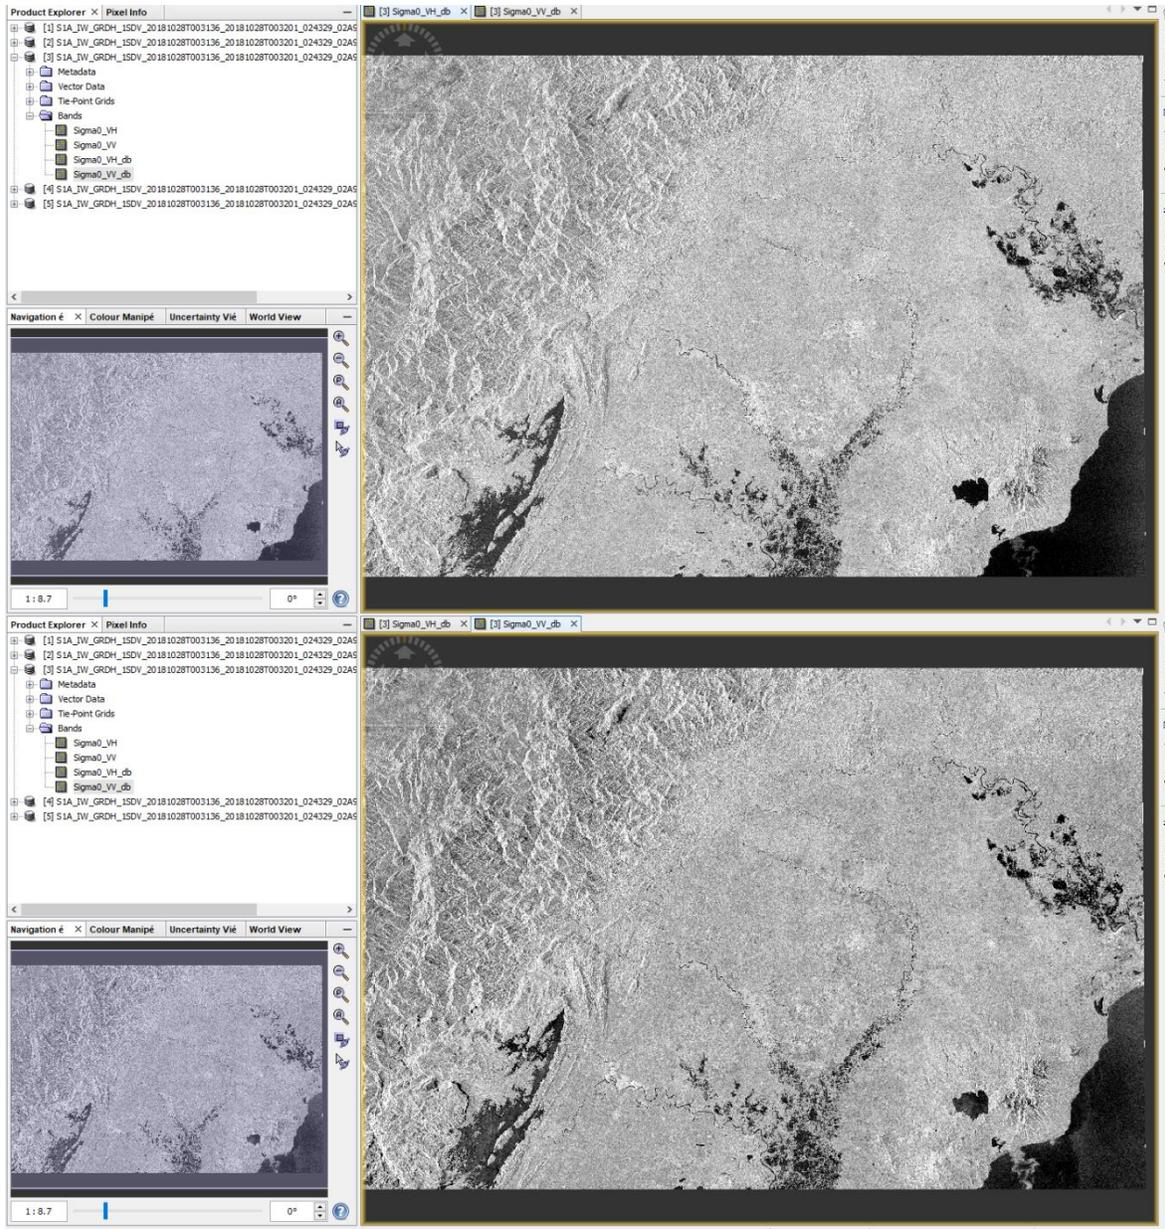 Product Explorer × Pixel Info
[3] Sigma0_VH_db × [3] Sigma0_VV_db ×
[1] S1A_IW_GRDH_1SDV_20181028T003136_20181028T003201_024329_02A9
[2] S1A_IW_GRDH_1SDV_20181028T003136_20181028T003201_024329_02A9
[3] S1A_IW_GRDH_1SDV_20181028T003136_20181028T003201_024329_02A9
Metadata
Vector Data
Tie-Point Grids
Bands
Sigma0_VH
Sigma0_VV
Sigma0_VH_db
Sigma0_VV_db
[4] S1A_IW_GRDH_1SDV_20181028T003136_20181028T003201_024329_02A9
[5] S1A_IW_GRDH_1SDV_20181028T003136_20181028T003201_024329_02A9
Navigation é × Colour Manipé Uncertainty Vié World View
1:8.7 0°
Product Explorer × Pixel Info
[3] Sigma0_VH_db × [3] Sigma0_VV_db ×
[1] S1A_IW_GRDH_1SDV_20181028T003136_20181028T003201_024329_02A9
[2] S1A_IW_GRDH_1SDV_20181028T003136_20181028T003201_024329_02A9
[3] S1A_IW_GRDH_1SDV_20181028T003136_20181028T003201_024329_02A9
Metadata
Vector Data
Tie-Point Grids
Bands
Sigma0_VH
Sigma0_VV
Sigma0_VH_db
Sigma0_VV_db
[4] S1A_IW_GRDH_1SDV_20181028T003136_20181028T003201_024329_02A9
[5] S1A_IW_GRDH_1SDV_20181028T003136_20181028T003201_024329_02A9
Navigation é × Colour Manipé Uncertainty Vié World View
1:8.7 0°